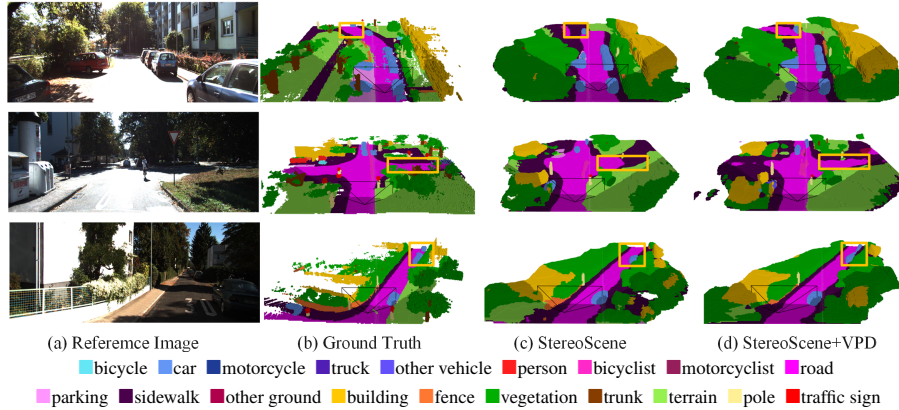 (a) Referemce Image (b) Ground Truth (c) StereoScene (d) StereoScene+VPD
bicycle car motorcycle truck other vehicle person bicyclist motorcyclist road
parking sidewalk other ground building fence vegetation trunk terrain pole traffic sign